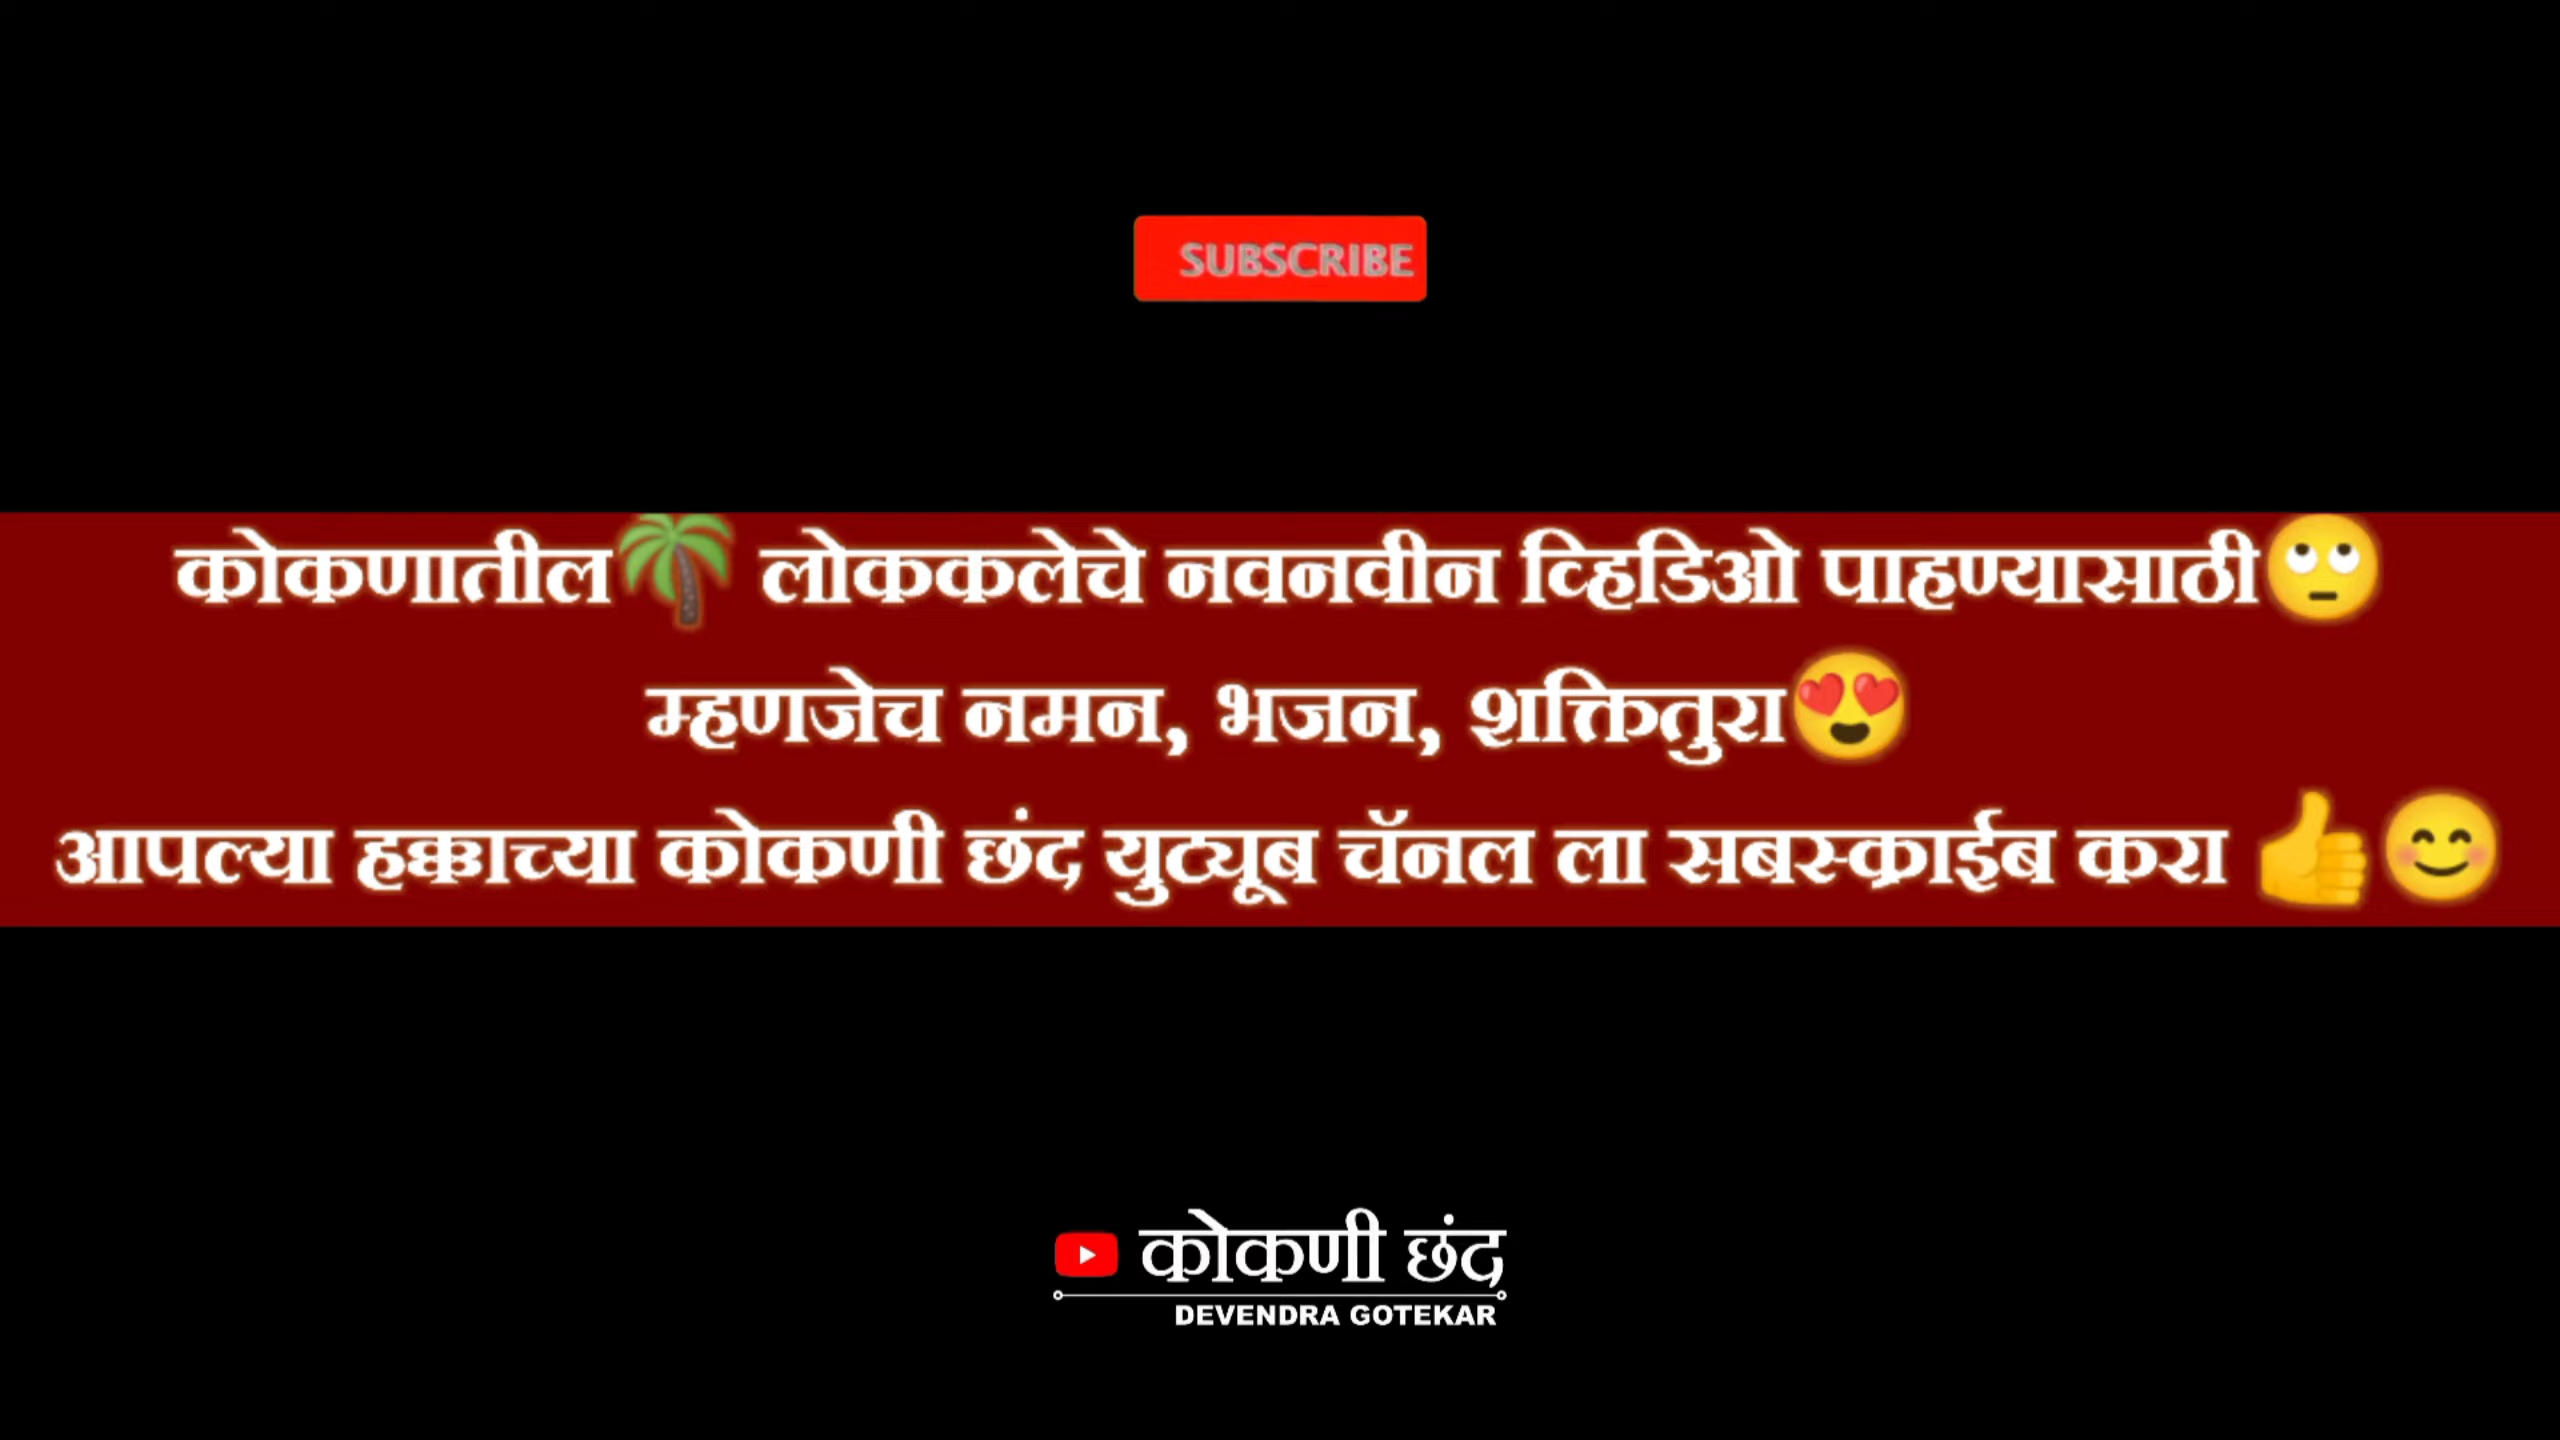 SUBSCRIBE
कोकणातील🌴 लोककलेचे नवनवीन व्हिडिओ पाहण्यासाठी🙄
म्हणजेच नमन, भजन, शक्तितुरा😍
आपल्या हक्काच्या कोकणी छंद युट्यूब चॅनल ला सबस्क्राईब करा 👍😊
कोकणी छंद
DEVENDRA GOTEKAR